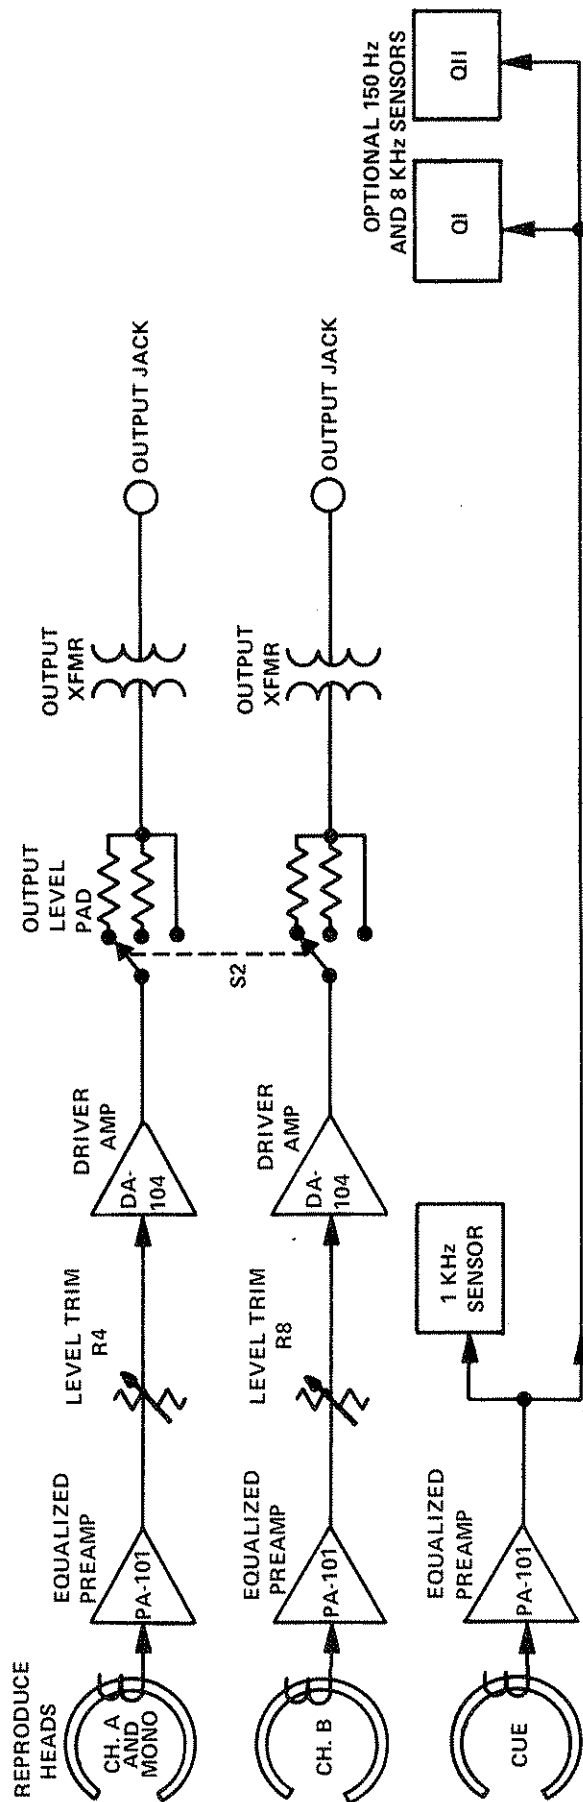 REPRODUCE
HEADS
CH. A
AND
MONO
EQUALIZED
PREAMP
PA-101
LEVEL TRIM
R4
DRIVER
AMP
DA-
104
OUTPUT
LEVEL
PAD
OUTPUT
XFMR
OUTPUT JACK
S2
CH. B
EQUALIZED
PREAMP
PA-101
LEVEL TRIM
R8
DRIVER
AMP
DA-
104
OUTPUT
XFMR
OUTPUT JACK
CUE
EQUALIZED
PREAMP
PA-101
1 KHz
SENSOR
OPTIONAL 150 Hz
AND 8 KHz SENSORS
QI
QII